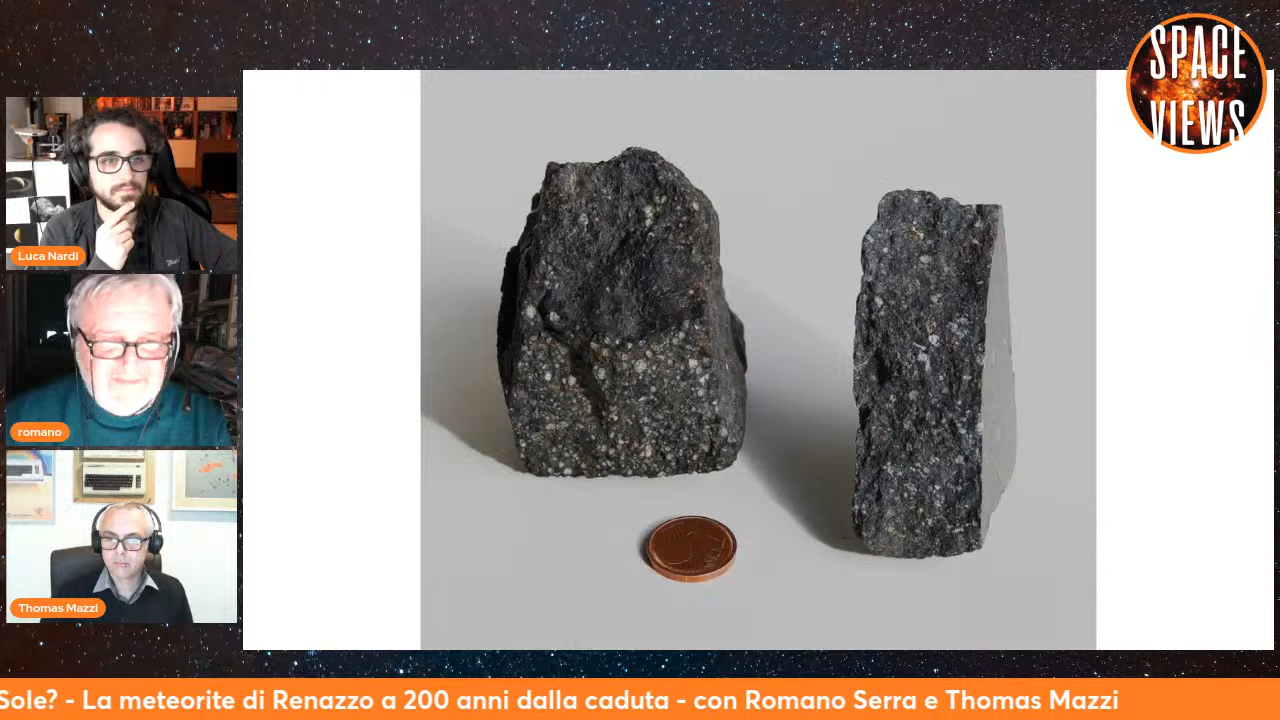 SPACE
VIEWS
Luca Nardi
romano
Thomas Mazzi
Sole? - La meteorite di Renazzo a 200 anni dalla caduta - con Romano Serra e Thomas Mazzi